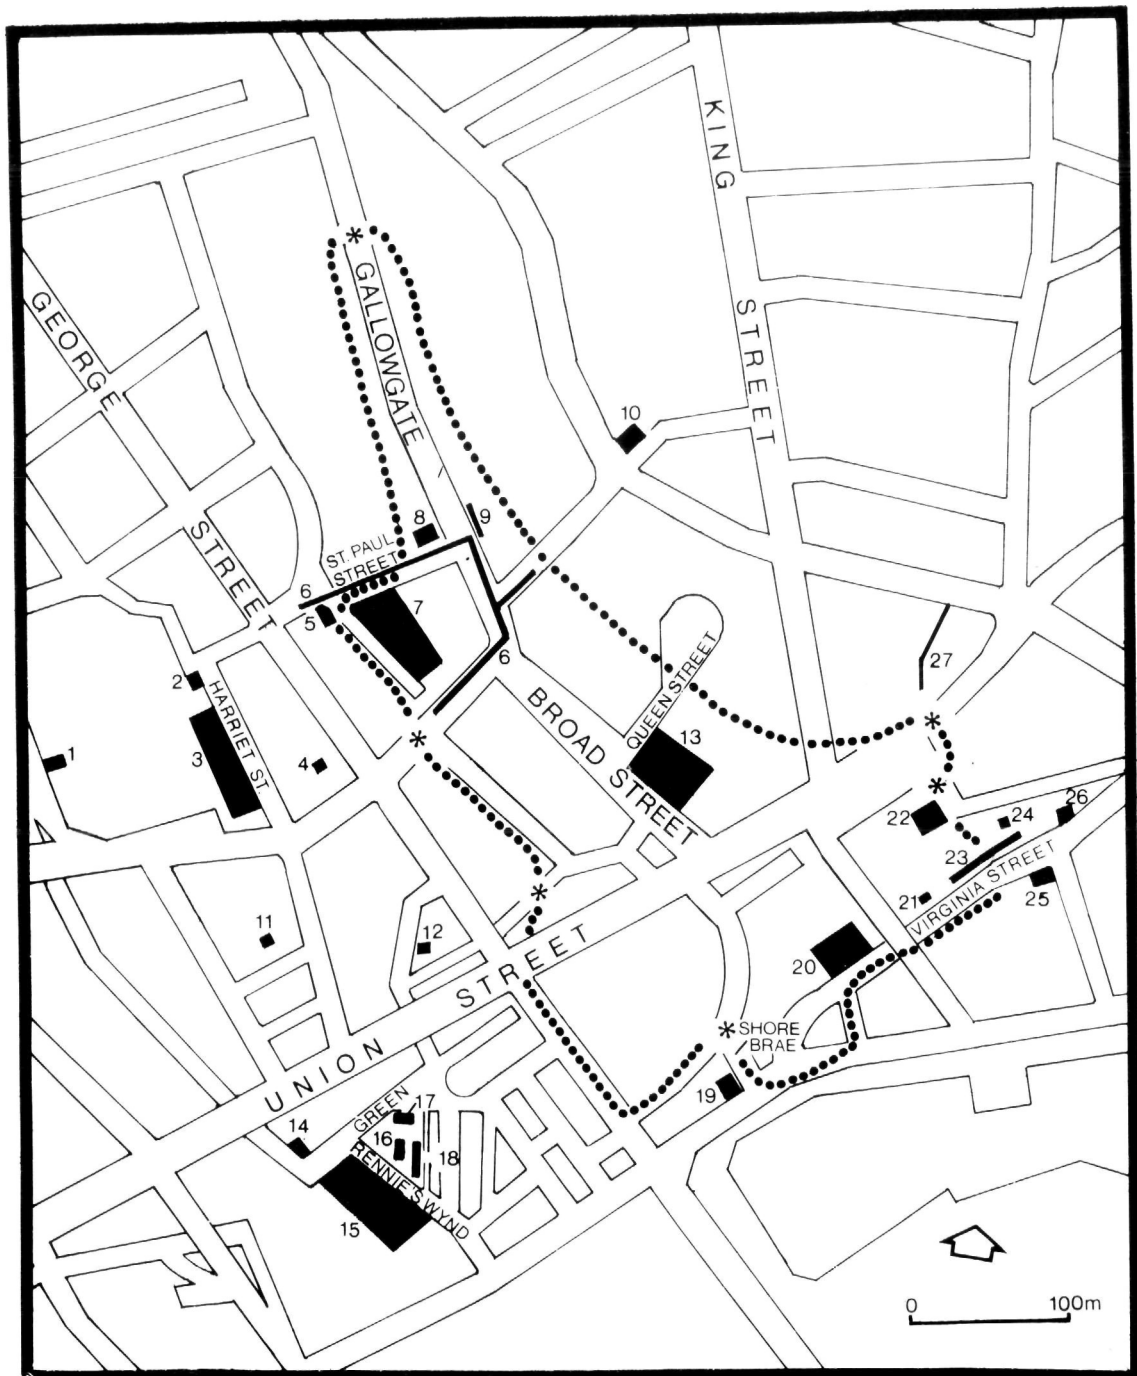 KING
STREET
GEORGE
STREET
GALLOWGATE
10
8
9
ST. PAUL
STREET
6
5
7
6
27
2
HARRIET ST.
QUEEN STREET
BROAD STREET
13
1
3
4
22
24
26
23
VIRGINIA STREET
21
25
11
12
20
UNION STREET
SHORE
BRAE
19
GREEN
17
14
16
18
RENNIE'S WYND
15
0
100m